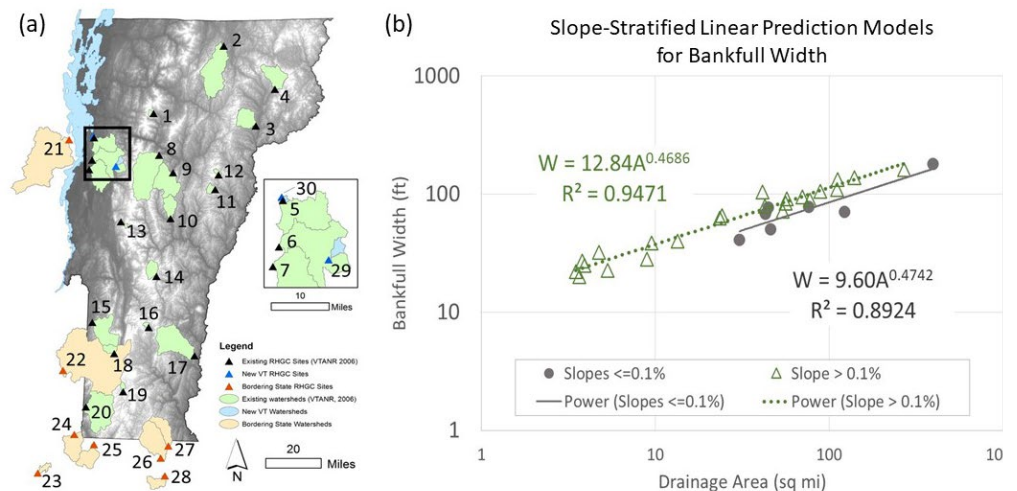 (a)
2
4
1
3
21
8
12
9
11
30
5
10
13
6
7
29
14
10
Miles
15
16
22
17
18
19
20
24
25
27
26
23
28
Legend
Existing RHGC Sites (VTANR 2006)
New VT RHGC Sites
Bordering State RHGC Sites
Existing watersheds (VTANR, 2006)
New VT Watersheds
Bordering State Watersheds
N
20
Miles
(b)
Slope-Stratified Linear Prediction Models
for Bankfull Width
1000
100
10
1
Bankfull Width (ft)
W = 12.84A^0.4686
R² = 0.9471
W = 9.60A^0.4742
R² = 0.8924
Slopes <=0.1%
Slope > 0.1%
Power (Slopes <=0.1%)
Power (Slope > 0.1%)
1
10
100
10
Drainage Area (sq mi)